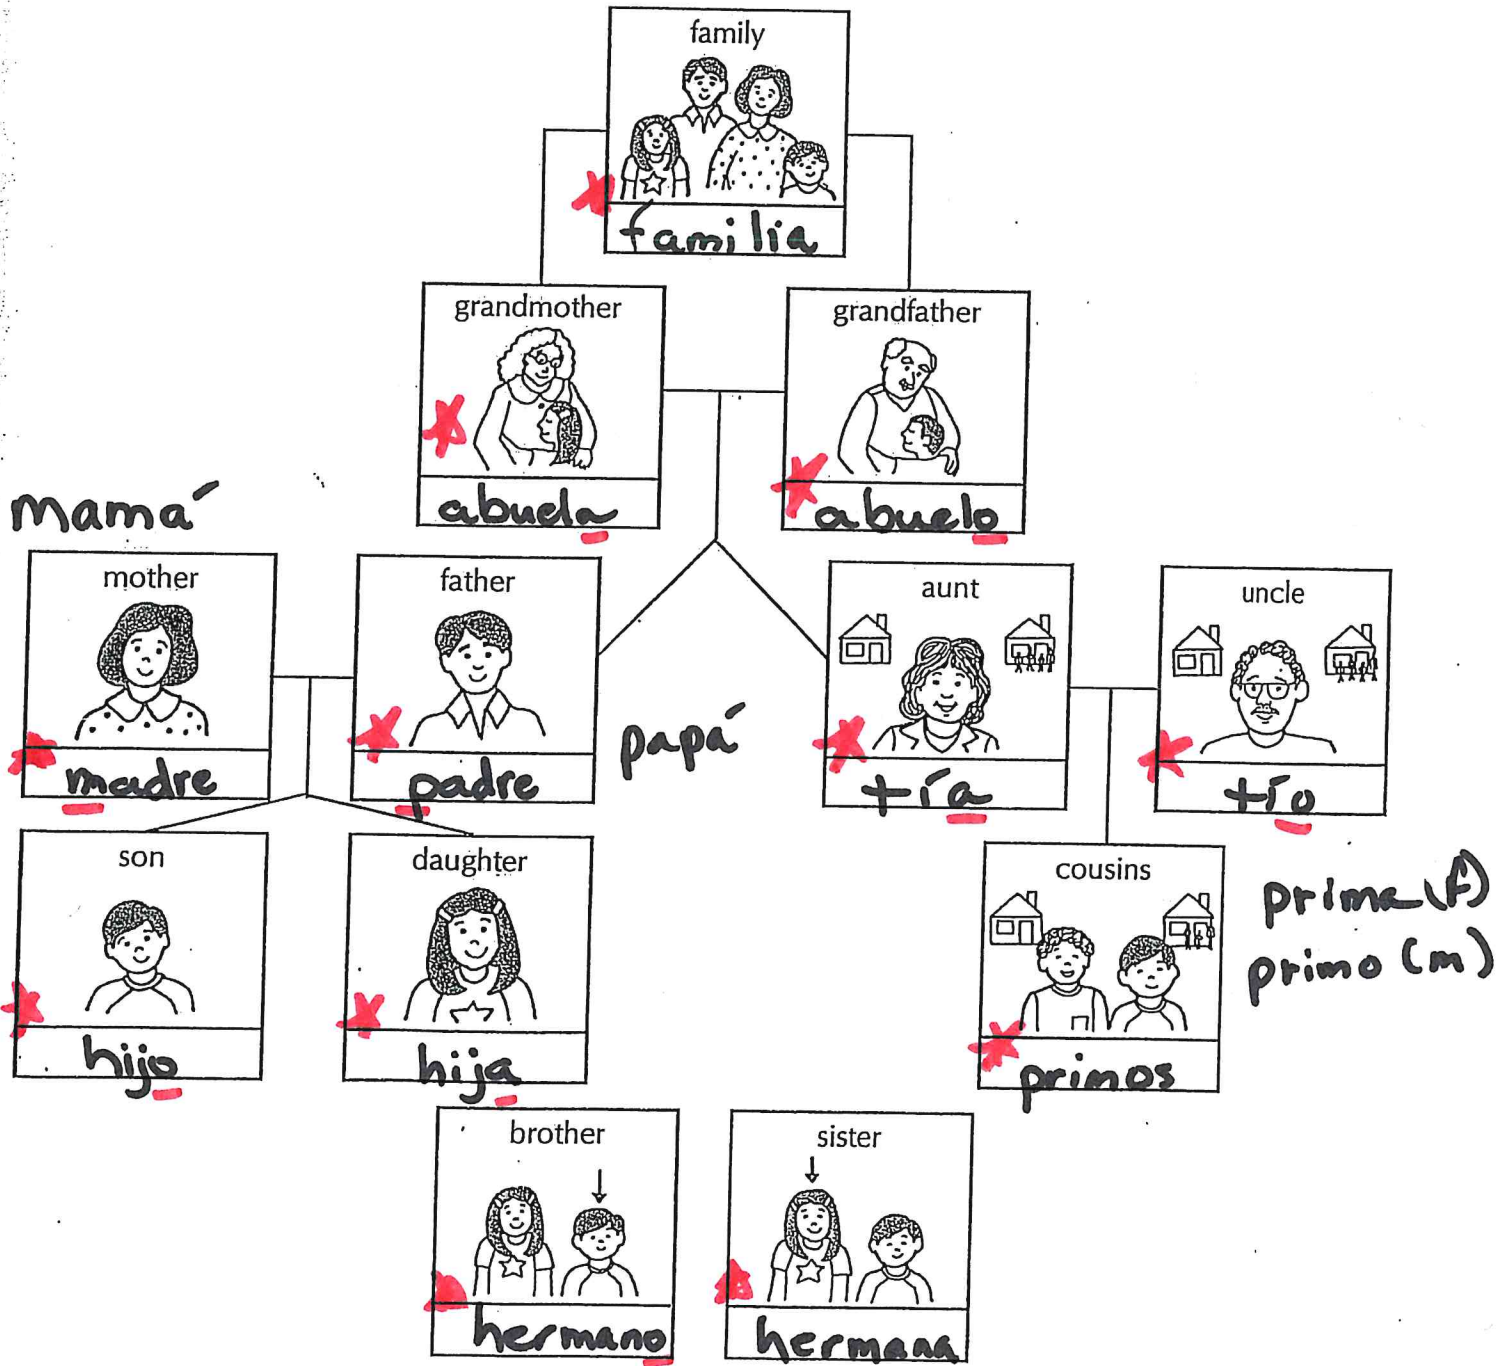 family
familia
grandmother
abuela
grandfather
abuelo
mamá
mother
madre
father
padre
papá
aunt
tía
uncle
tío
son
hijo
daughter
hija
cousins
primos
prima (f)
primo (m)
brother
hermano
sister
hermana